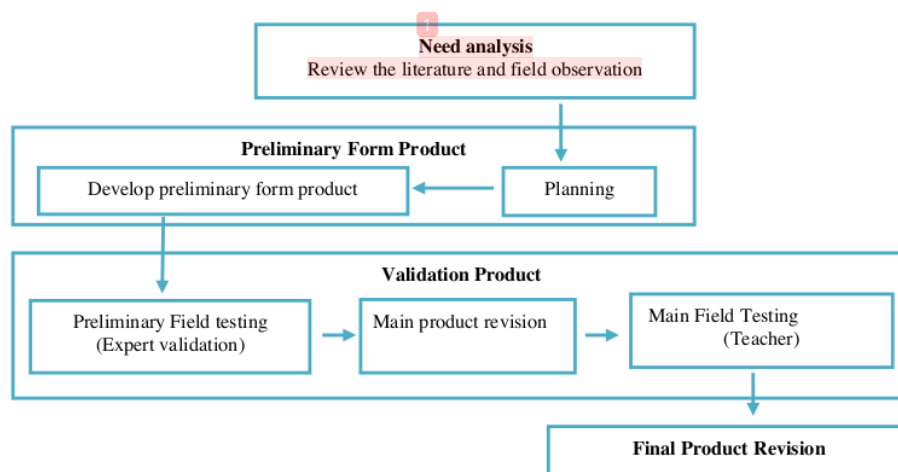 1
Need analysis
Review the literature and field observation
Preliminary Form Product
Develop preliminary form product
Planning
Validation Product
Preliminary Field testing
(Expert validation)
Main product revision
Main Field Testing
(Teacher)
Final Product Revision